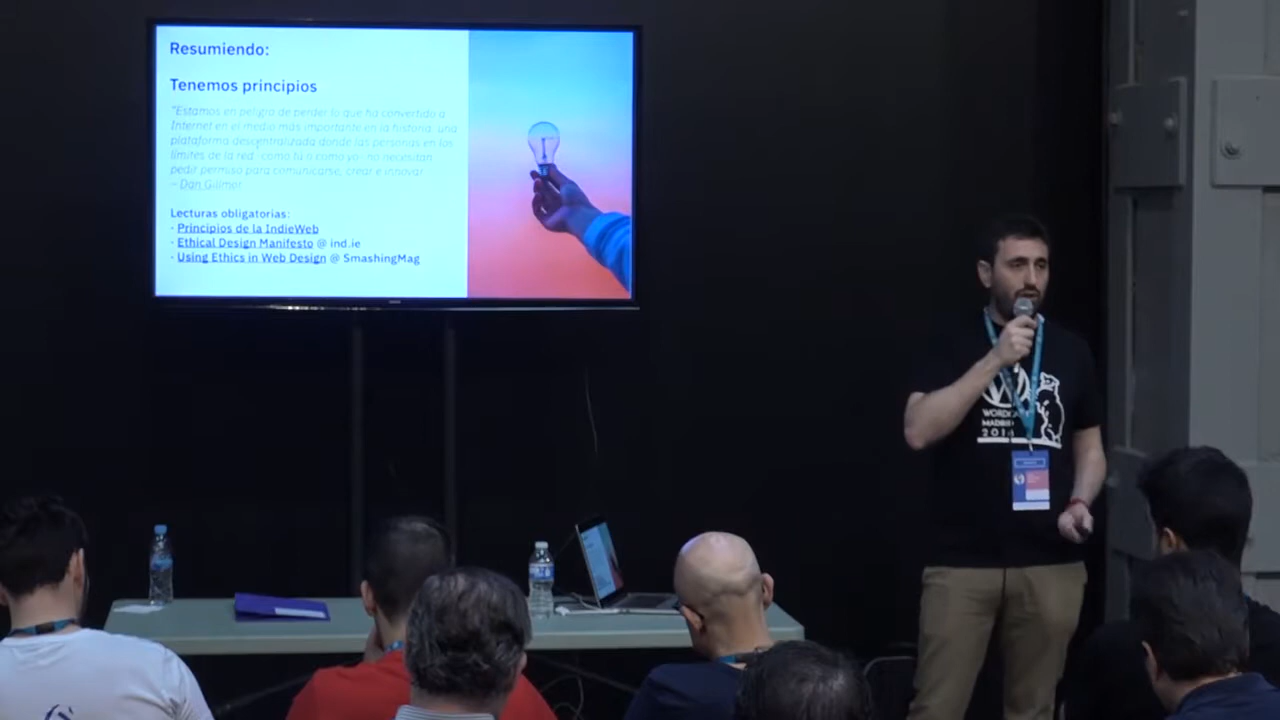 Resumiendo:
Tenemos principios
"Estamos en peligro de perder lo que ha convertido a
Internet en el medio más importante en la historia: una
plataforma descentralizada donde las personas en los
límites de la red -como tú o como yo- no necesitan
pedir permiso para comunicarse, crear e innovar.
– Dan Gillmor
Lecturas obligatorias:
- Principios de la IndieWeb
- Ethical Design Manifesto @ ind.ie
- Using Ethics in Web Design @ SmashingMag
MADRID